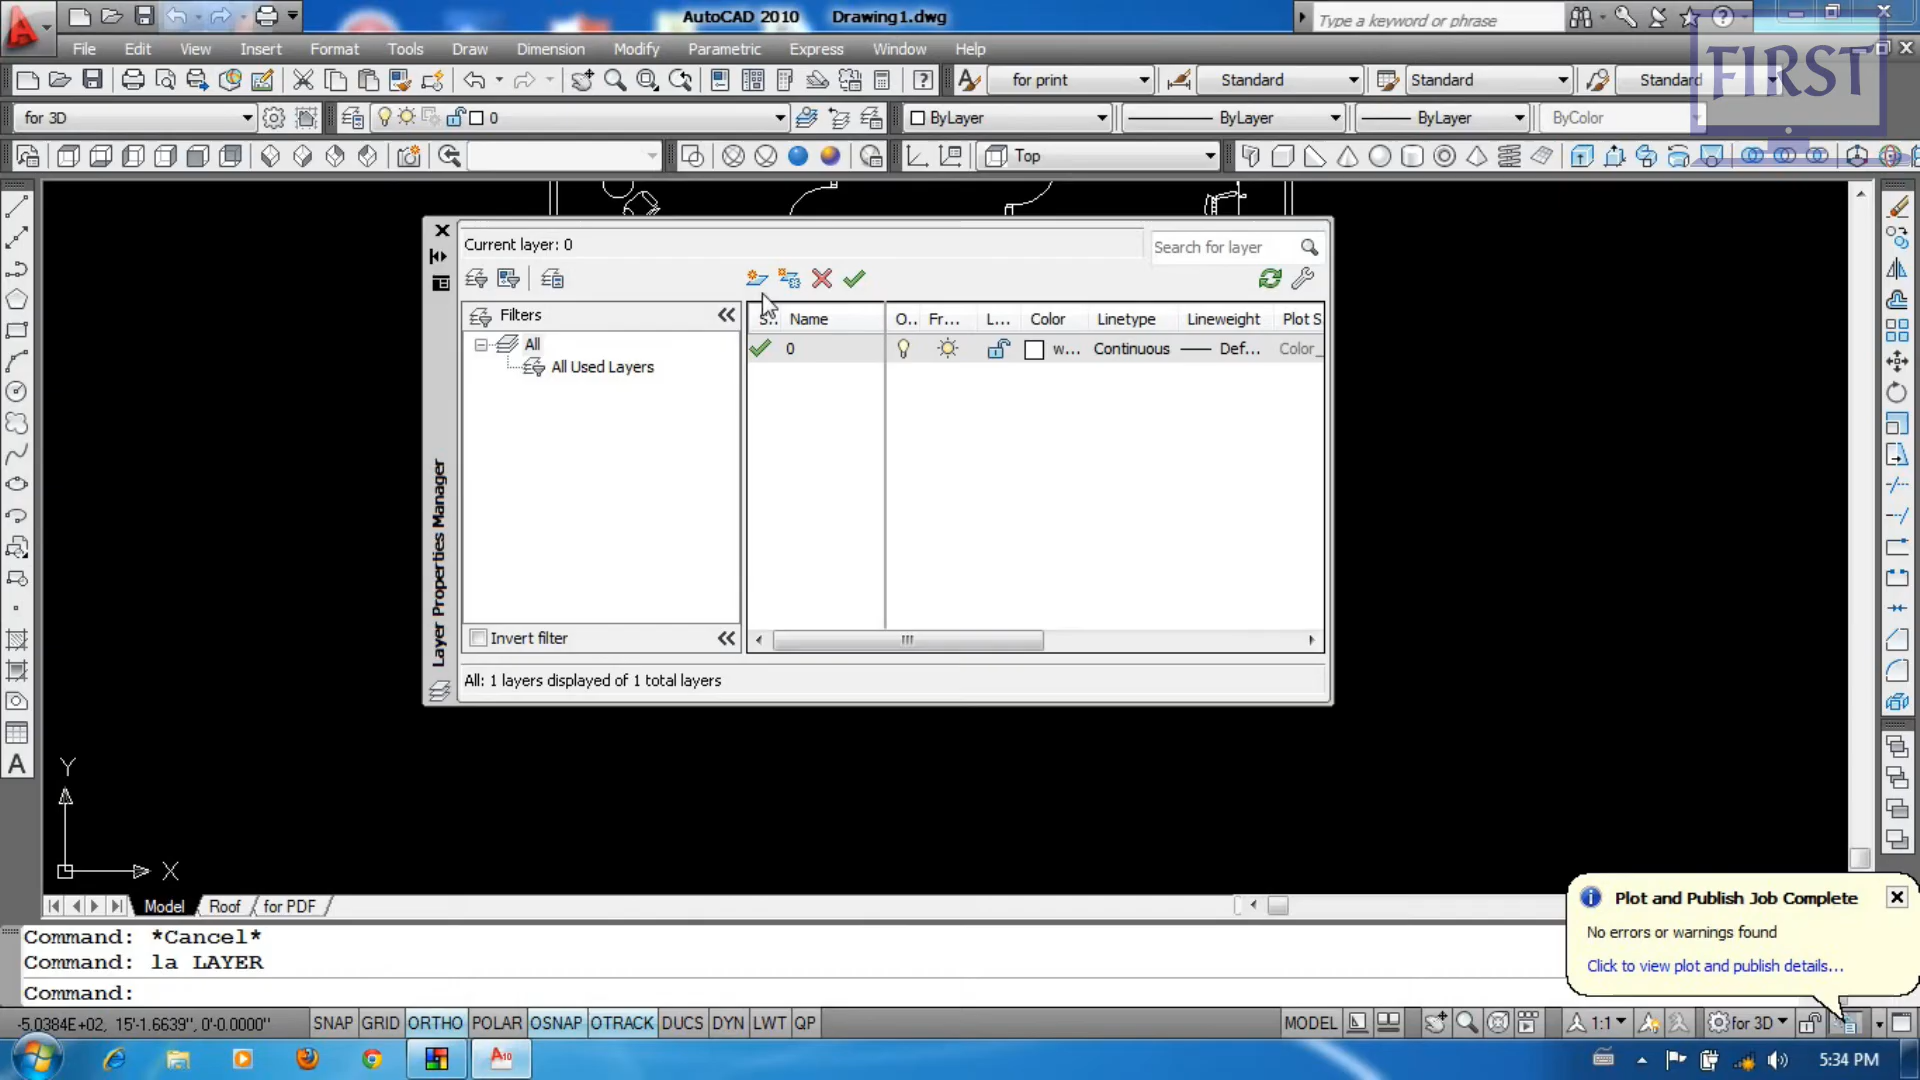 AutoCAD 2010 Drawing1.dwg
Type a keyword or phrase
File Edit View Insert Format Tools Draw Dimension Modify Parametric Express Window Help
FIRST
for print Standard Standard Standard
for 3D 0 ByLayer ByLayer ByLayer ByColor
Top
Current layer: 0
Search for layer
Filters
S.. Name O.. Fr... L... Color Linetype Lineweight Plot S
All
0 w... Continuous Def... Color_
All Used Layers
Layer Properties Manager
Invert filter
All: 1 layers displayed of 1 total layers
Y
X
A
Model Roof for PDF
Plot and Publish Job Complete
No errors or warnings found
Click to view plot and publish details...
Command: *Cancel*
Command: la LAYER
Command:
-5.0384E+02, 15'-1.6639", 0'-0.0000" SNAP GRID ORTHO POLAR OSNAP OTRACK DUCS DYN LWT QP MODEL 1:1 for 3D
5:34 PM